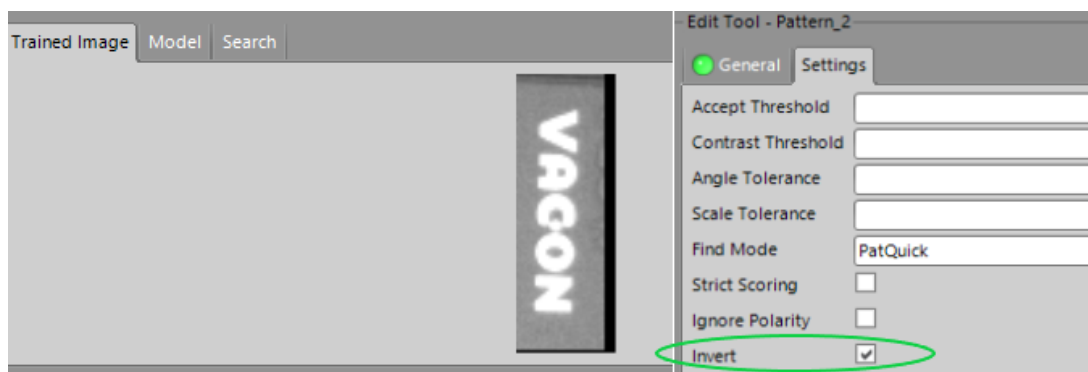 Trained Image Model Search
VAGON
Edit Tool - Pattern_2
General Settings
Accept Threshold
Contrast Threshold
Angle Tolerance
Scale Tolerance
Find Mode PatQuick
Strict Scoring
Ignore Polarity
Invert